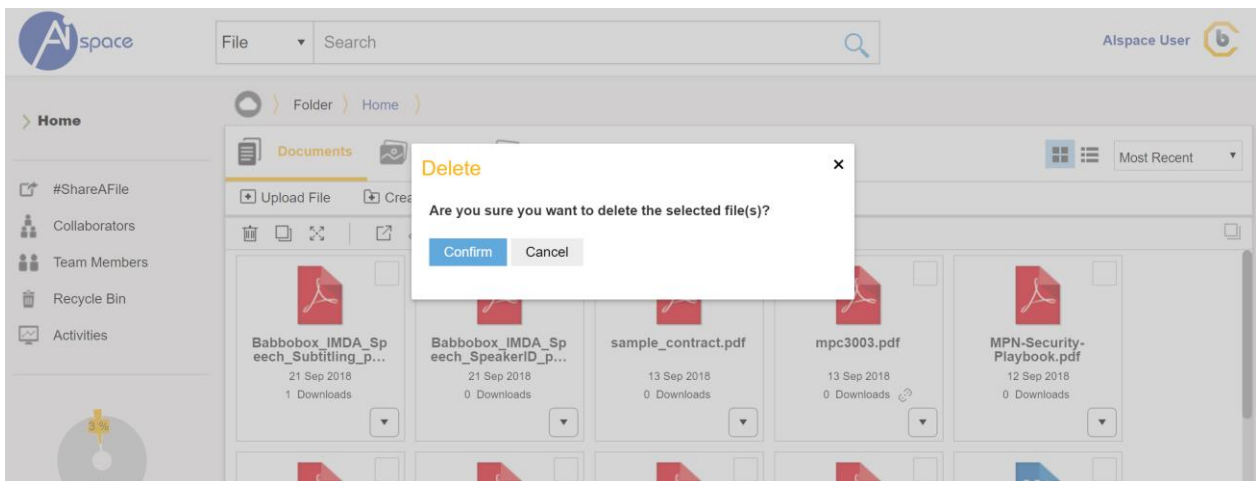 Aispace
File
Search
AIspace User
b
Home
Folder
Home
Documents
Most Recent
#ShareAFile
Upload File
Collaborators
Team Members
Recycle Bin
Activities
Delete
Are you sure you want to delete the selected file(s)?
Confirm
Cancel
Babbobox_IMDA_Sp
eech_Subtitling_p...
21 Sep 2018
1 Downloads
Babbobox_IMDA_Sp
eech_SpeakerID_p...
21 Sep 2018
0 Downloads
sample_contract.pdf
13 Sep 2018
0 Downloads
mpc3003.pdf
13 Sep 2018
0 Downloads
MPN-Security-
Playbook.pdf
12 Sep 2018
0 Downloads
3 %